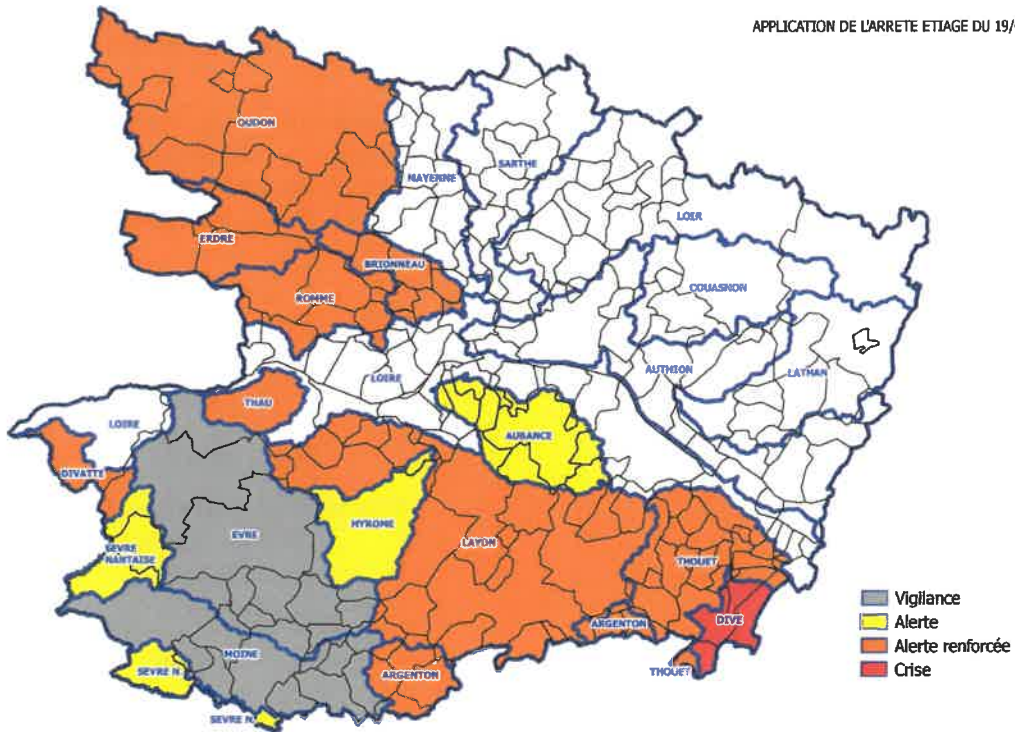 APPLICATION DE L'ARRETE ETIAGE DU 19/
OUDON
MAYENNE
SARTHE
LOIR
ERDRE
BRIONNEAU
ROMME
COUASNON
LOIRE
AUTHION
LATHAN
THAU
LOIRE
AUBANCE
DIVATTE
HYROME
EVRE
LAYON
SEVRE
NANTAISE
THOUET
ARGENTON
DIVE
MOINE
SEVRE N.
ARGENTON
THOUET
SEVRE N.
Vigilance
Alerte
Alerte renforcée
Crise